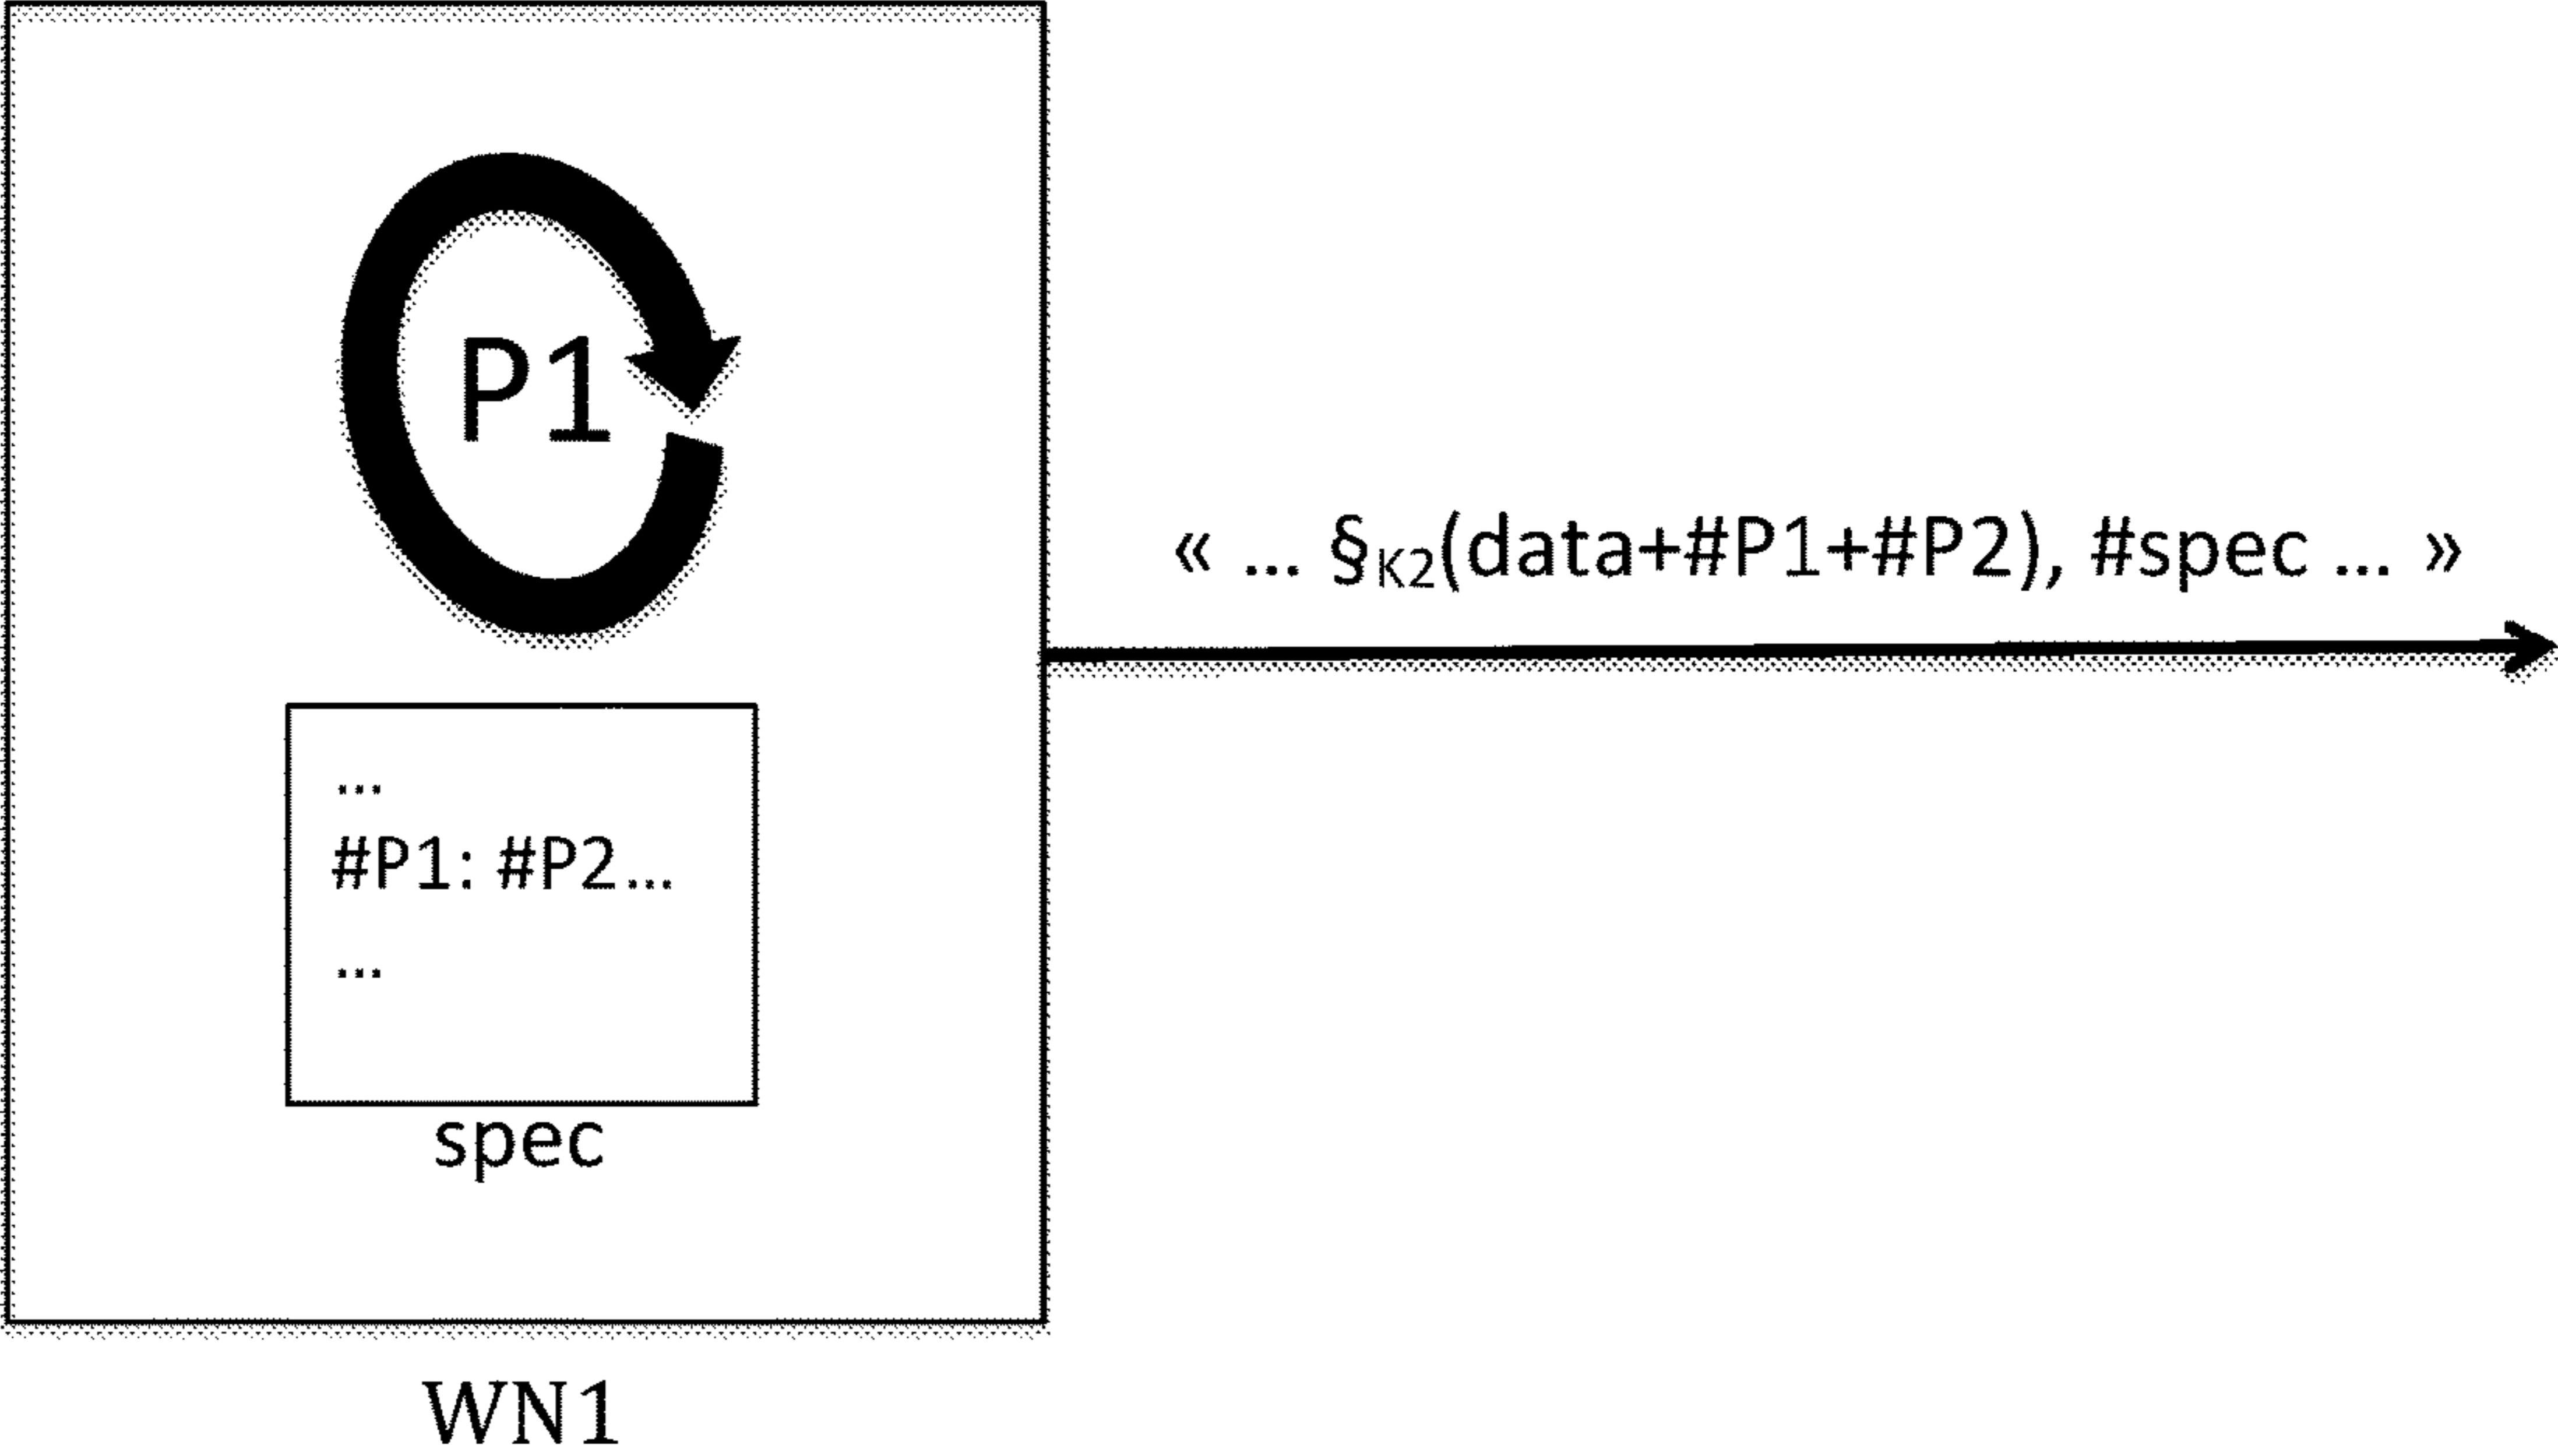 P1
« ... §K2(data+#P1+#P2), #spec ... »
...
#P1: #P2...
...
spec
WN1